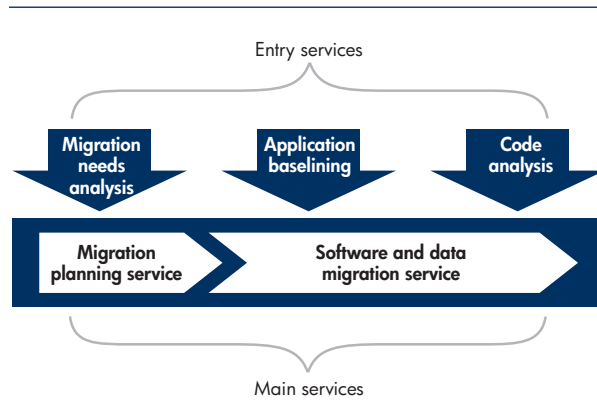 Entry services
Migration
needs
analysis
Application
baselining
Code
analysis
Migration
planning service
Software and data
migration service
Main services